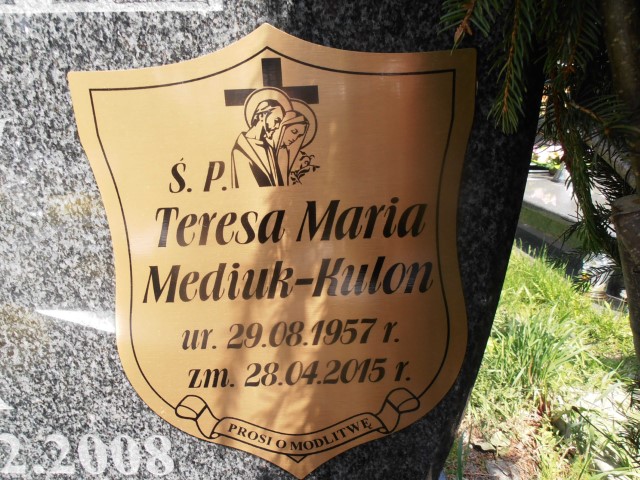 Ś. P.
Teresa Maria
Mediuk-Kulon
ur. 29.08.1957 r.
zm. 28.04.2015 r.
PROSI O MODLITWĘ
2.2008